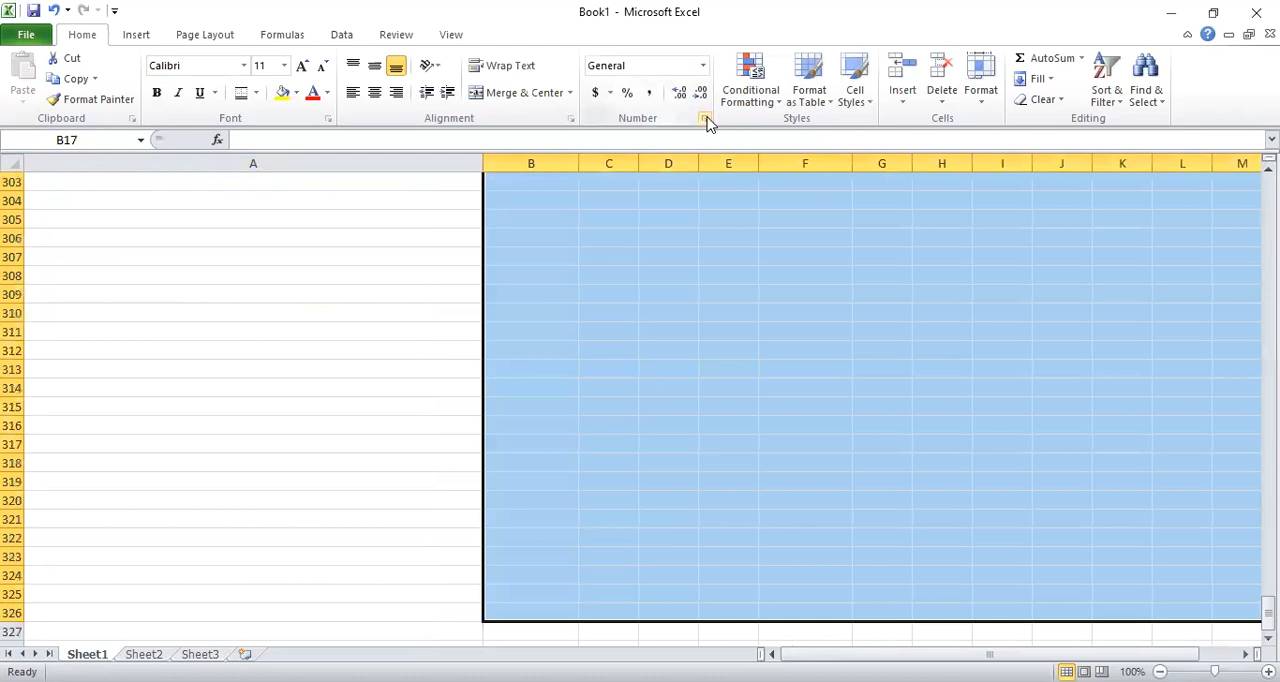 Book1 - Microsoft Excel
File Home Insert Page Layout Formulas Data Review View
Paste
Cut
Copy
Format Painter
Clipboard
Calibri 11
B I U A
Font
Wrap Text
Merge & Center
Alignment
General
$ % ,
Number
Conditional Formatting
Format as Table
Cell Styles
Styles
Insert Delete Format
Cells
Σ AutoSum
Fill
Clear
Sort & Filter
Find & Select
Editing
B17 fx
A B C D E F G H I J K L M
303
304
305
306
307
308
309
310
311
312
313
314
315
316
317
318
319
320
321
322
323
324
325
326
327
Sheet1 Sheet2 Sheet3
Ready 100%